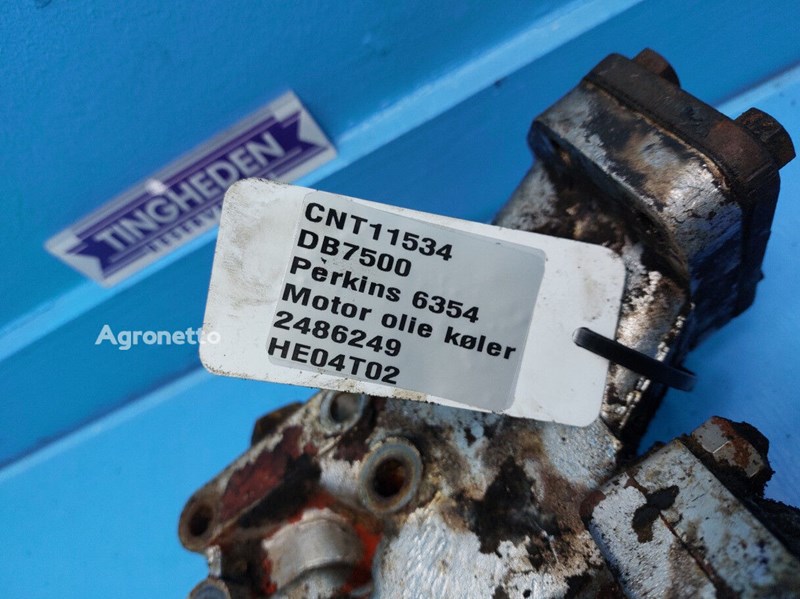 TINGHEDEN
CNT11534
DB7500
Perkins 6354
Motor olie køler
2486249
HE04T02
Agronetto